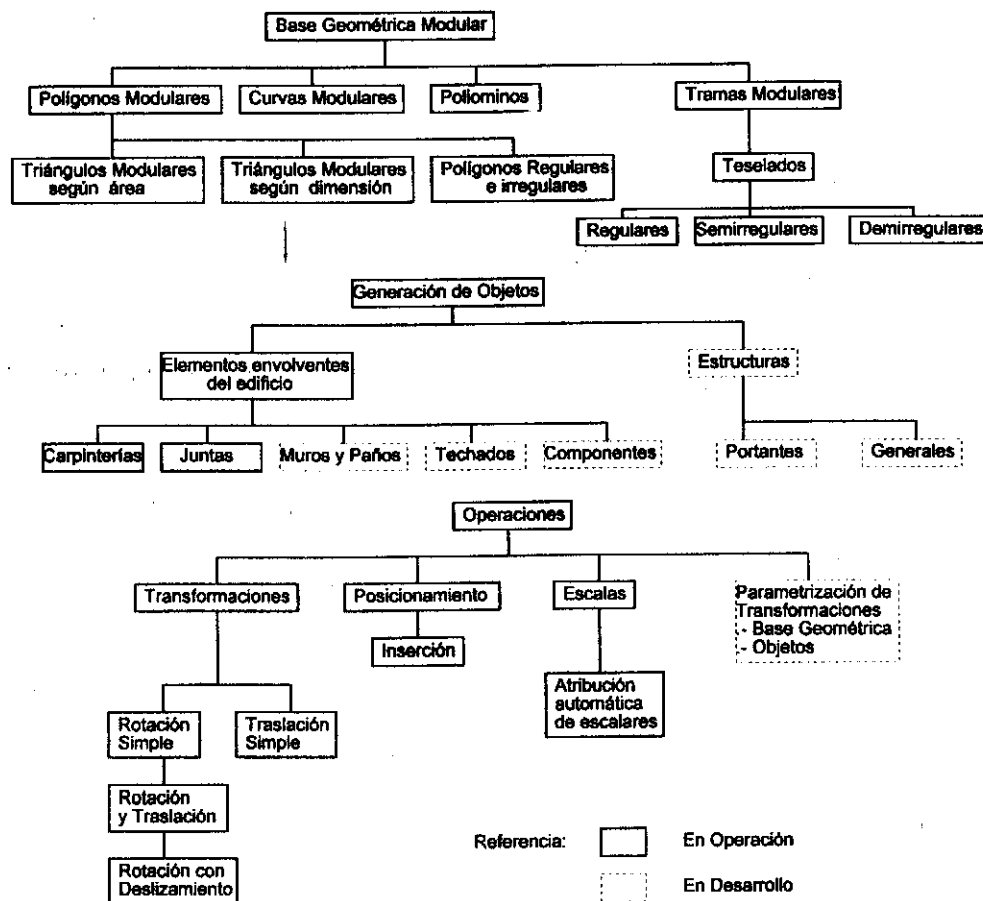 Base Geométrica Modular
Polígonos Modulares
Curvas Modulares
Poliominos
Tramas Modulares
Triángulos Modulares
según área
Triángulos Modulares
según dimensión
Polígonos Regulares
e irregulares
Teselados
Regulares
Semirregulares
Demirregulares
Generación de Objetos
Elementos envolventes
del edificio
Estructuras
Carpinterías
Juntas
Muros y Paños
Techados
Componentes
Portantes
Generales
Operaciones
Transformaciones
Posicionamiento
Escalas
Parametrización de
Transformaciones
- Base Geométrica
- Objetos
Inserción
Atribución
automática
de escalares
Rotación
Simple
Traslación
Simple
Rotación
y Traslación
Rotación con
Deslizamiento
Referencia:
En Operación
En Desarrollo